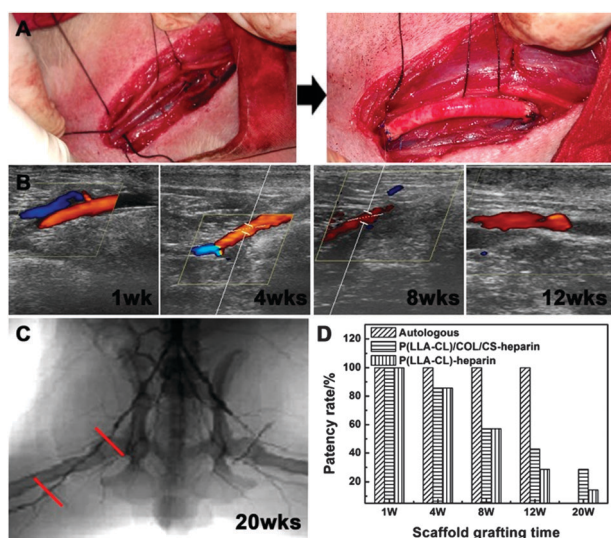 A
B
1wk
4wks
8wks
12wks
C
20wks
D
Autologous
P(LLA-CL)/COL/CS-heparin
P(LLA-CL)-heparin
Patency rate/%
100
80
60
40
20
1W
4W
8W
12W
20W
Scaffold grafting time